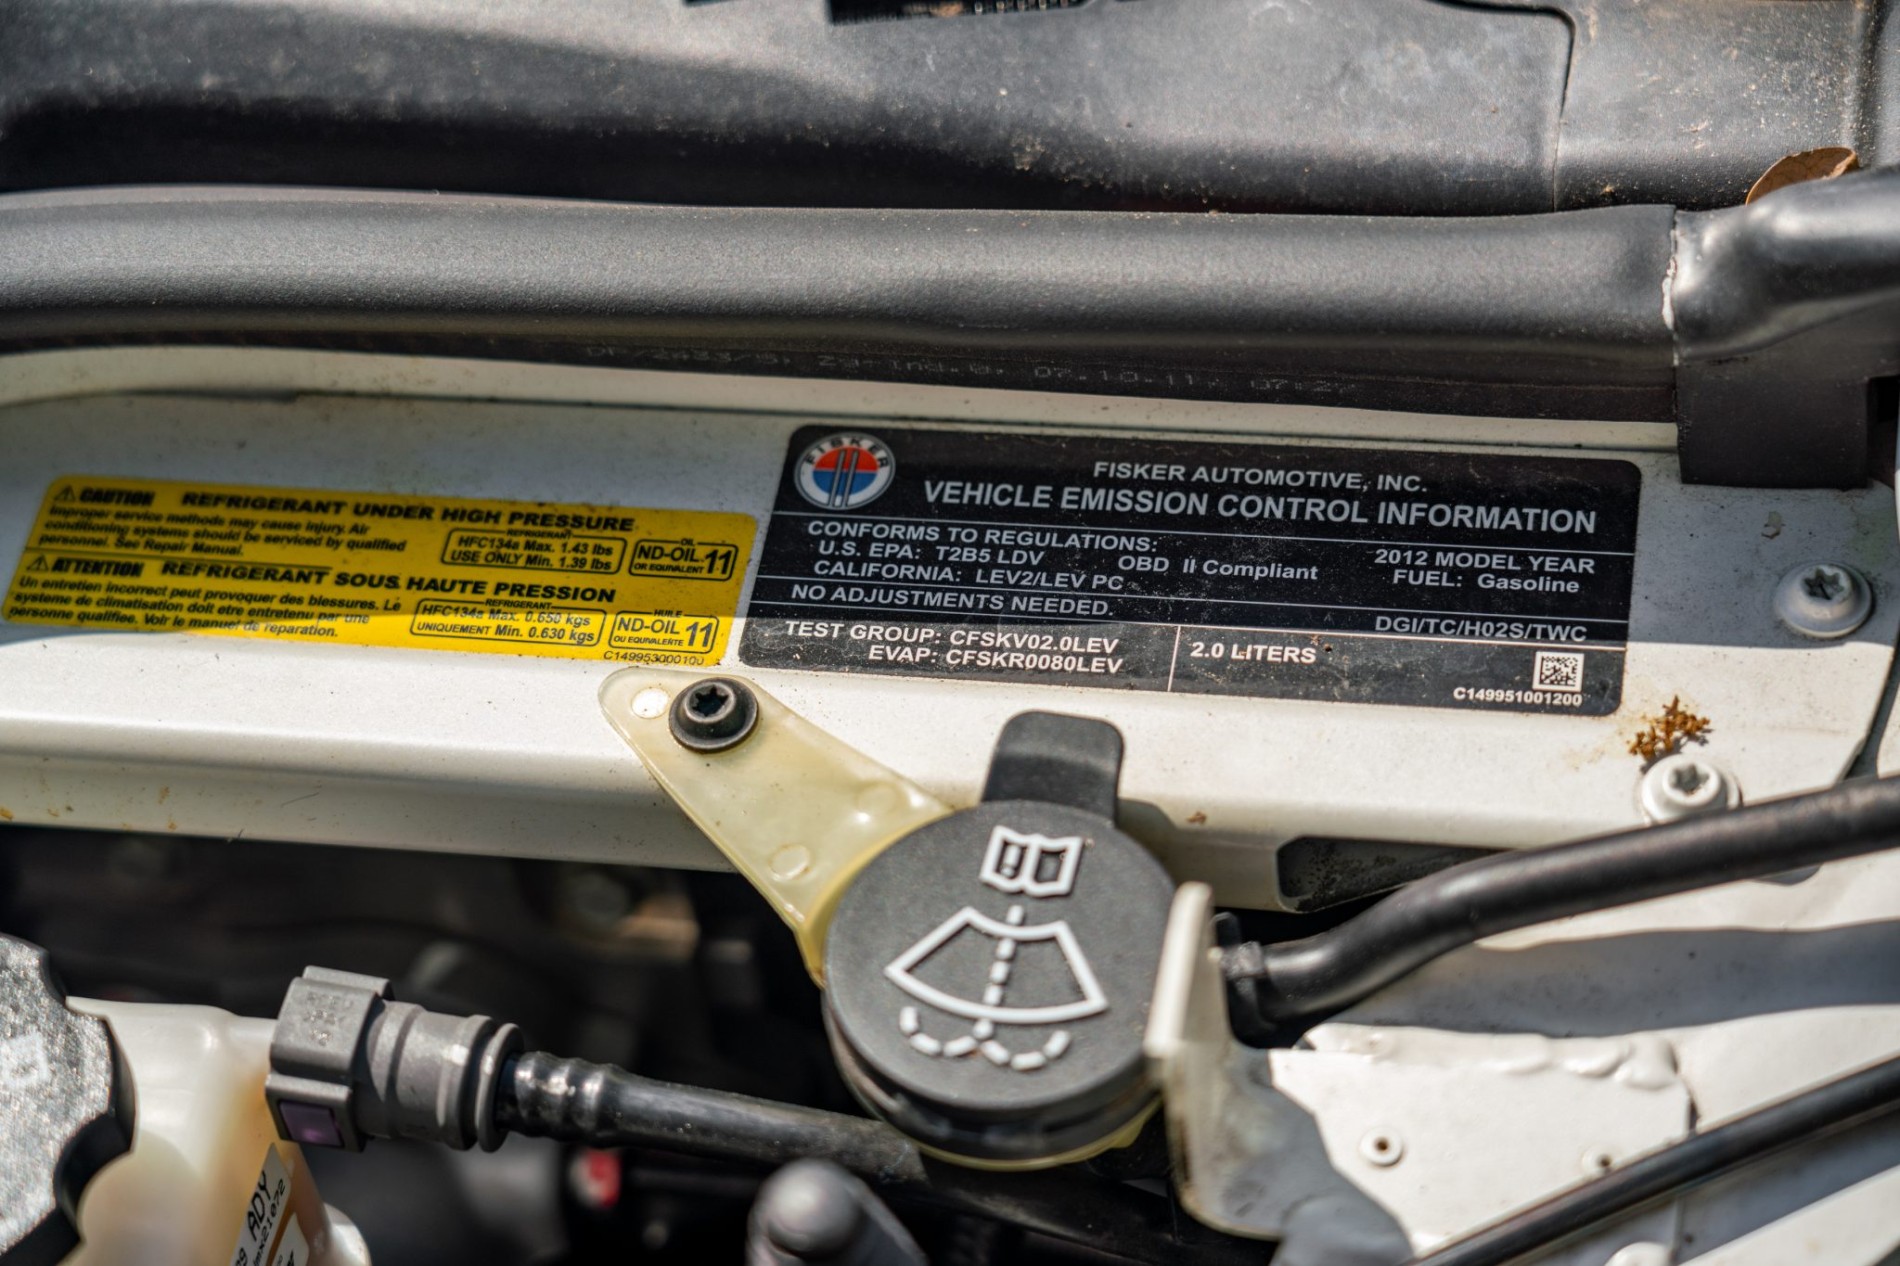 07.10.11, 07:27
CAUTION REFRIGERANT UNDER HIGH PRESSURE
Improper service methods may cause injury. Air
conditioning systems should be serviced by qualified
personnel. See Repair Manual.
REFRIGERANT
HFC134a Max. 1.43 lbs
USE ONLY Min. 1.39 lbs
OIL
ND-OIL 11
OR EQUIVALENT
ATTENTION REFRIGERANT SOUS HAUTE PRESSION
Un entretien incorrect peut provoquer des blessures. Le
systeme de climatisation doit etre entretenu par une
personne qualifiee. Voir le manuel de reparation.
REFRIGERANT
HFC134a Max. 0.650 kgs
UNIQUEMENT Min. 0.630 kgs
HUILE
ND-OIL 11
OU EQUIVALENTE
C149953000100
FISKER
FISKER AUTOMOTIVE, INC.
VEHICLE EMISSION CONTROL INFORMATION
CONFORMS TO REGULATIONS:
U.S. EPA: T2B5 LDV OBD II Compliant 2012 MODEL YEAR
CALIFORNIA: LEV2/LEV PC FUEL: Gasoline
NO ADJUSTMENTS NEEDED. DGI/TC/H02S/TWC
TEST GROUP: CFSKV02.0LEV
EVAP: CFSKR0080LEV
2.0 LITERS
C149951001200
ADY